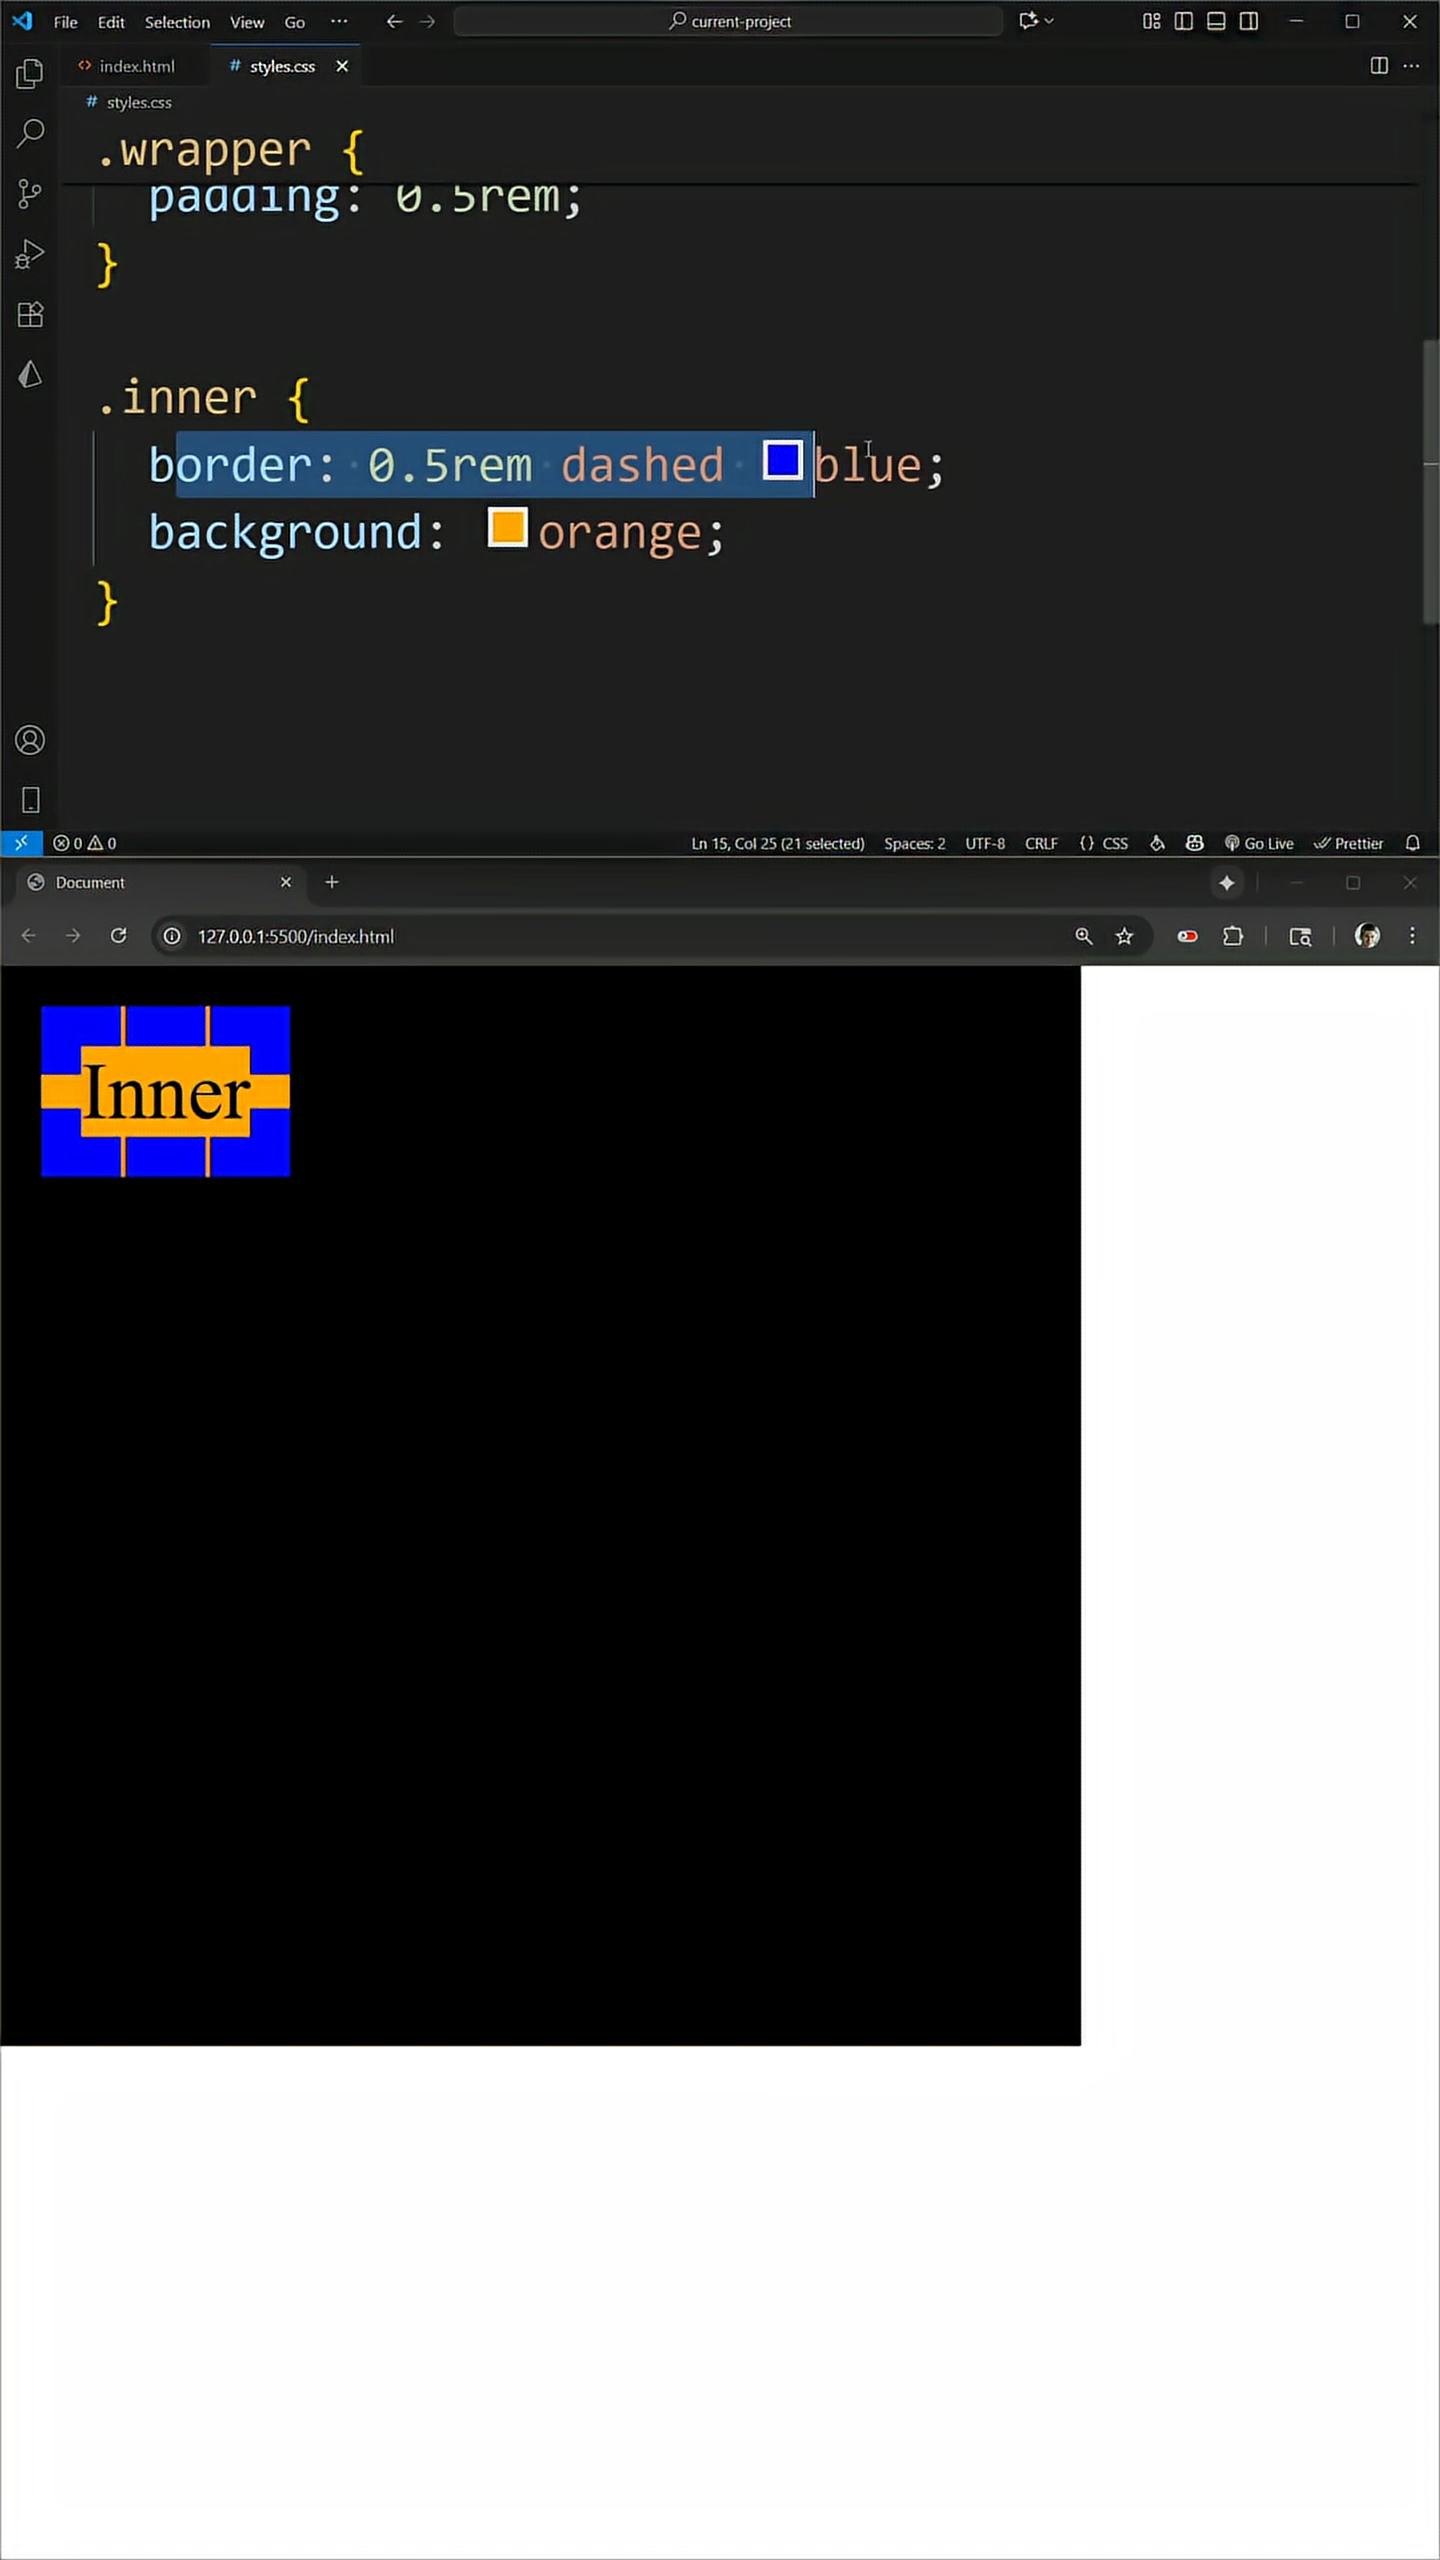 File Edit Selection View Go ··· current-project
index.html # styles.css
# styles.css
.wrapper {
padding: 0.5rem;
}
.inner {
border: 0.5rem dashed blue;
background: orange;
}
0 0 Ln 15, Col 25 (21 selected) Spaces: 2 UTF-8 CRLF {} CSS Go Live Prettier
Document
127.0.0.1:5500/index.html
Inner